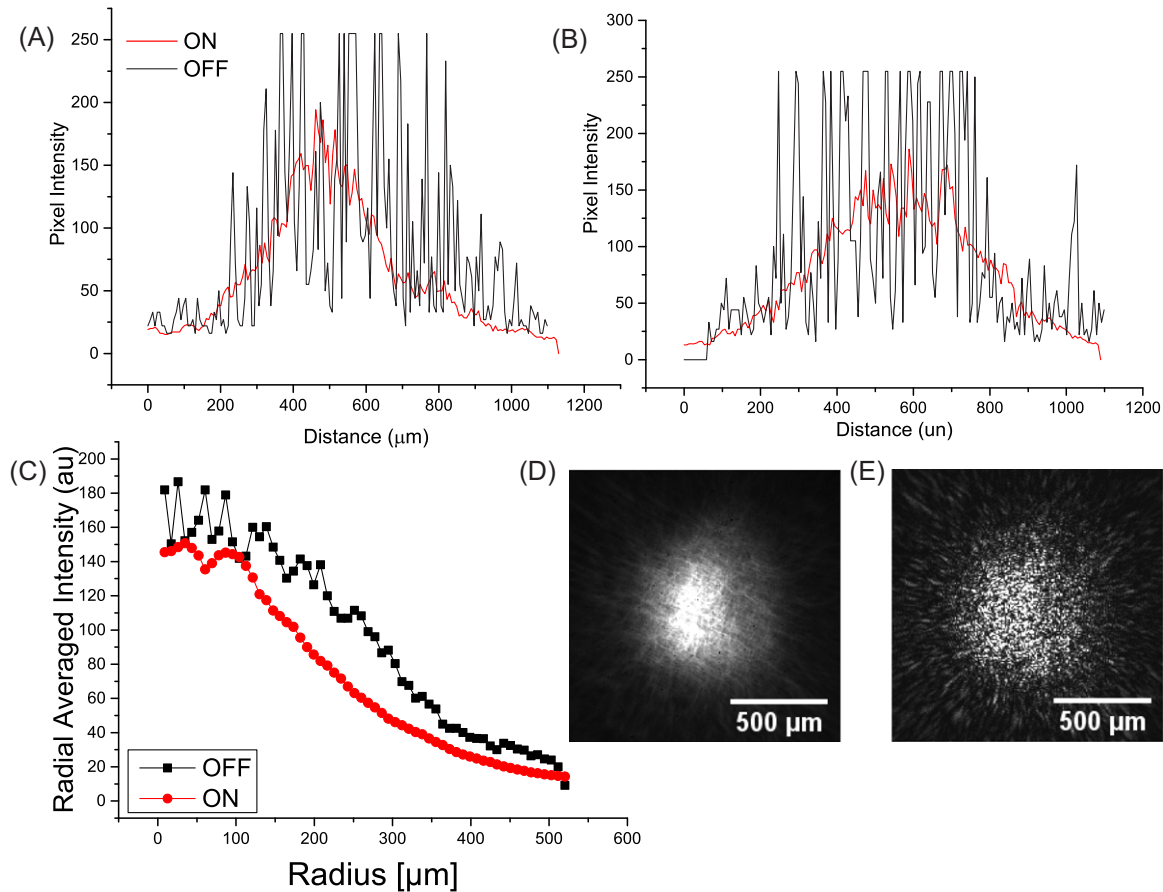 (A)
ON
OFF
250
200
150
100
50
0
Pixel Intensity
0 200 400 600 800 1000 1200
Distance (μm)
(B)
300
250
200
150
100
50
0
Pixel Intensity
0 200 400 600 800 1000 1200
Distance (un)
(C)
200
180
160
140
120
100
80
60
40
20
0
Radial Averaged Intensity (au)
OFF
ON
0 100 200 300 400 500 600
Radius [μm]
(D)
500 μm
(E)
500 μm